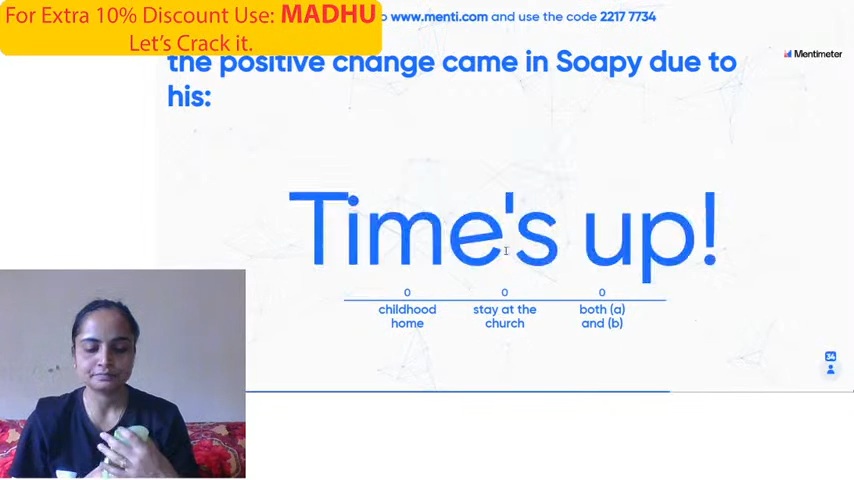 For Extra 10% Discount Use: MADHU
Let's Crack it.
o www.menti.com and use the code 2217 7734
Mentimeter
the positive change came in Soapy due to
his:
Time's up!
0 0 0
childhood home
stay at the church
both (a) and (b)
34